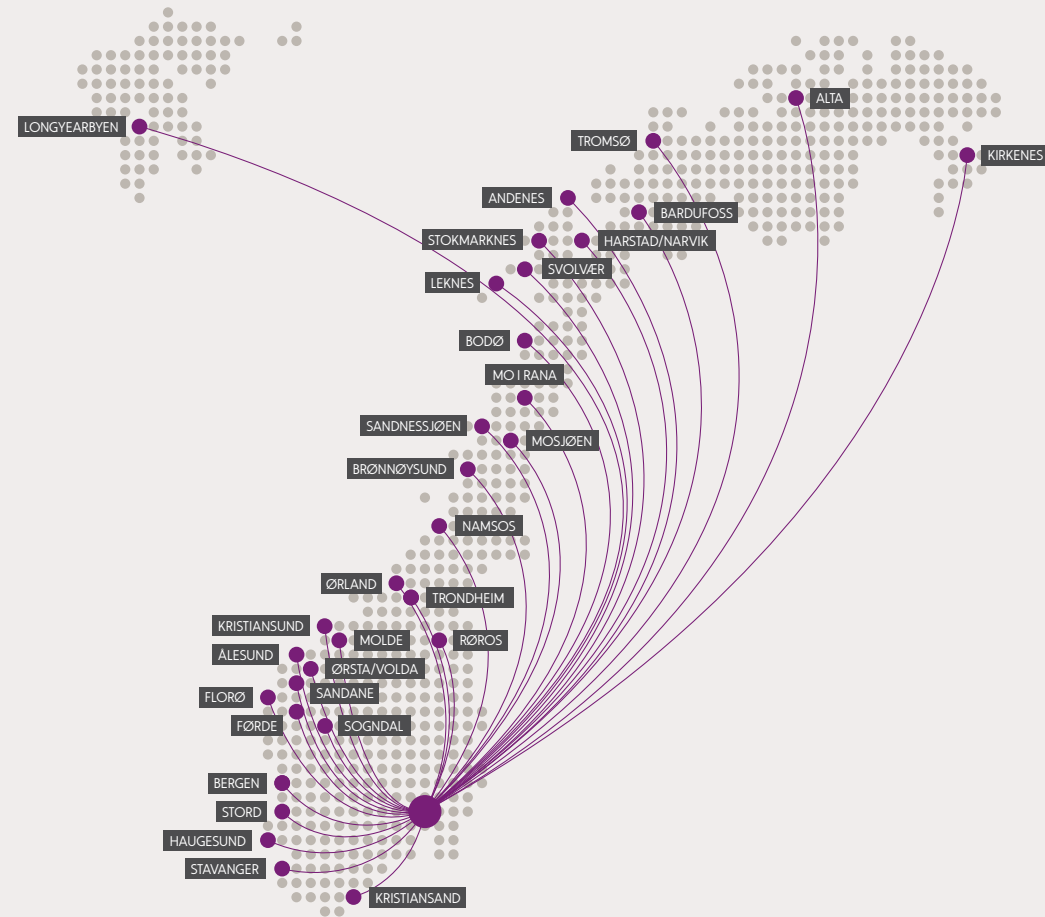 ALTA
LONGYEARBYEN
TROMSØ
KIRKENES
ANDENES
BARDUFOSS
STOKMARKNES
HARSTAD/NARVIK
SVOLVÆR
LEKNES
BODØ
MO I RANA
SANDNESSJØEN
MOSJØEN
BRØNNØYSUND
NAMSOS
ØRLAND
TRONDHEIM
KRISTIANSUND
MOLDE
RØROS
ÅLESUND
ØRSTA/VOLDA
SANDANE
FLORØ
FØRDE
SOGNDAL
BERGEN
STORD
HAUGESUND
STAVANGER
KRISTIANSAND